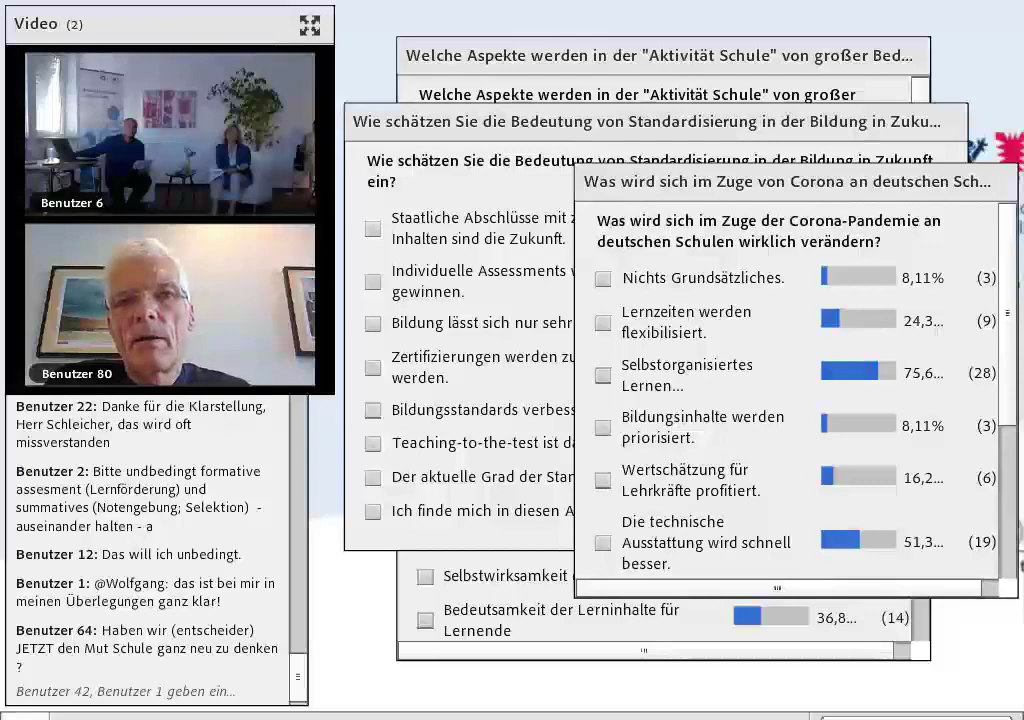 Video (2)
Benutzer 6
Benutzer 80
Benutzer 22: Danke für die Klarstellung,
Herr Schleicher, das wird oft
missverstanden
Benutzer 2: Bitte undbedingt formative
assesment (Lernförderung) und
summatives (Notengebung; Selektion) -
auseinander halten - a
Benutzer 12: Das will ich unbedingt.
Benutzer 1: @Wolfgang: das ist bei mir in
meinen Überlegungen ganz klar!
Benutzer 64: Haben wir (entscheider)
JETZT den Mut Schule ganz neu zu denken
?
Benutzer 42, Benutzer 1 geben ein...
Welche Aspekte werden in der "Aktivität Schule" von großer Bed...
Welche Aspekte werden in der "Aktivität Schule" von großer
Wie schätzen Sie die Bedeutung von Standardisierung in der Bildung in Zuku...
Wie schätzen Sie die Bedeutung von Standardisierung in der Bildung in Zukunft
ein?
Staatliche Abschlüsse mit
Inhalten sind die Zukunft.
Individuelle Assessments
gewinnen.
Bildung lässt sich nur sehr
Zertifizierungen werden
werden.
Bildungsstandards verbess
Teaching-to-the-test ist
Der aktuelle Grad der Stan
Ich finde mich in diesen A
Was wird sich im Zuge von Corona an deutschen Sch...
Was wird sich im Zuge der Corona-Pandemie an
deutschen Schulen wirklich verändern?
Nichts Grundsätzliches. 8,11% (3)
Lernzeiten werden
flexibilisiert. 24,3... (9)
Selbstorganisiertes
Lernen... 75,6... (28)
Bildungsinhalte werden
priorisiert. 8,11% (3)
Wertschätzung für
Lehrkräfte profitiert. 16,2... (6)
Die technische
Ausstattung wird schnell 51,3... (19)
besser.
Selbstwirksamkeit
Bedeutsamkeit der Lerninhalte für
Lernende 36,8... (14)